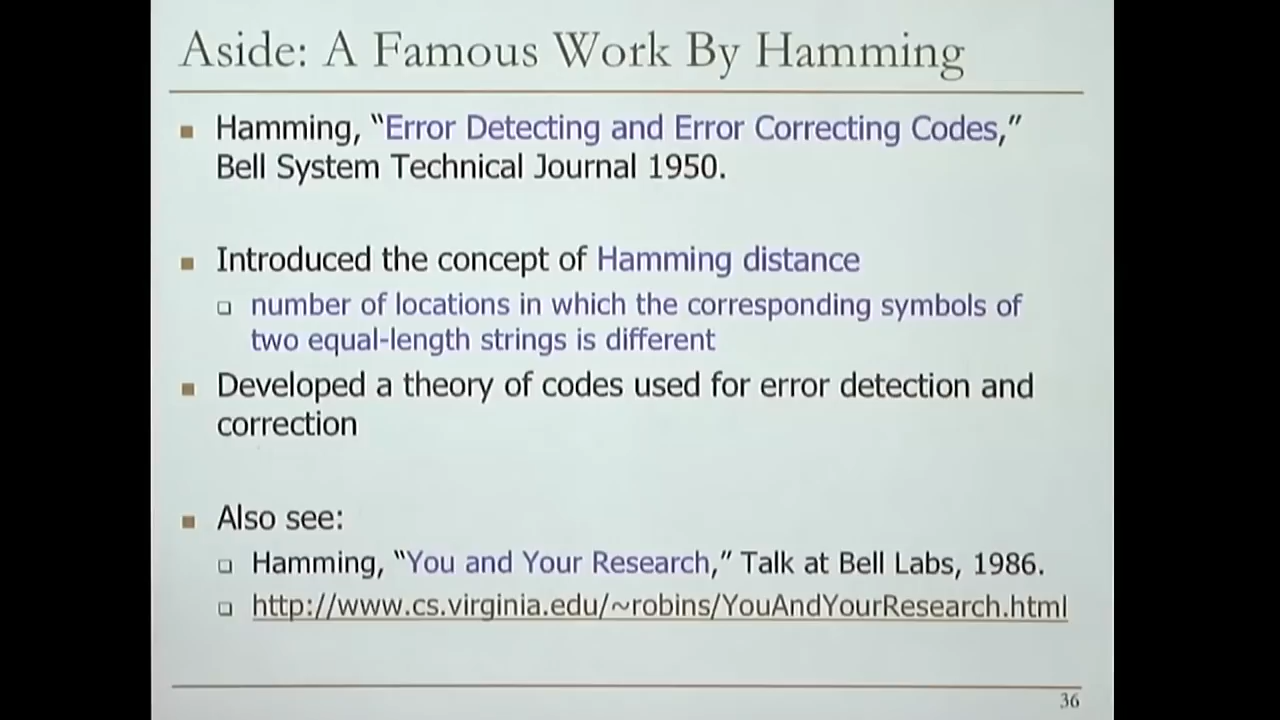 Aside: A Famous Work By Hamming
Hamming, “Error Detecting and Error Correcting Codes,”
Bell System Technical Journal 1950.
Introduced the concept of Hamming distance
number of locations in which the corresponding symbols of
two equal-length strings is different
Developed a theory of codes used for error detection and
correction
Also see:
Hamming, “You and Your Research,” Talk at Bell Labs, 1986.
http://www.cs.virginia.edu/~robins/YouAndYourResearch.html
36